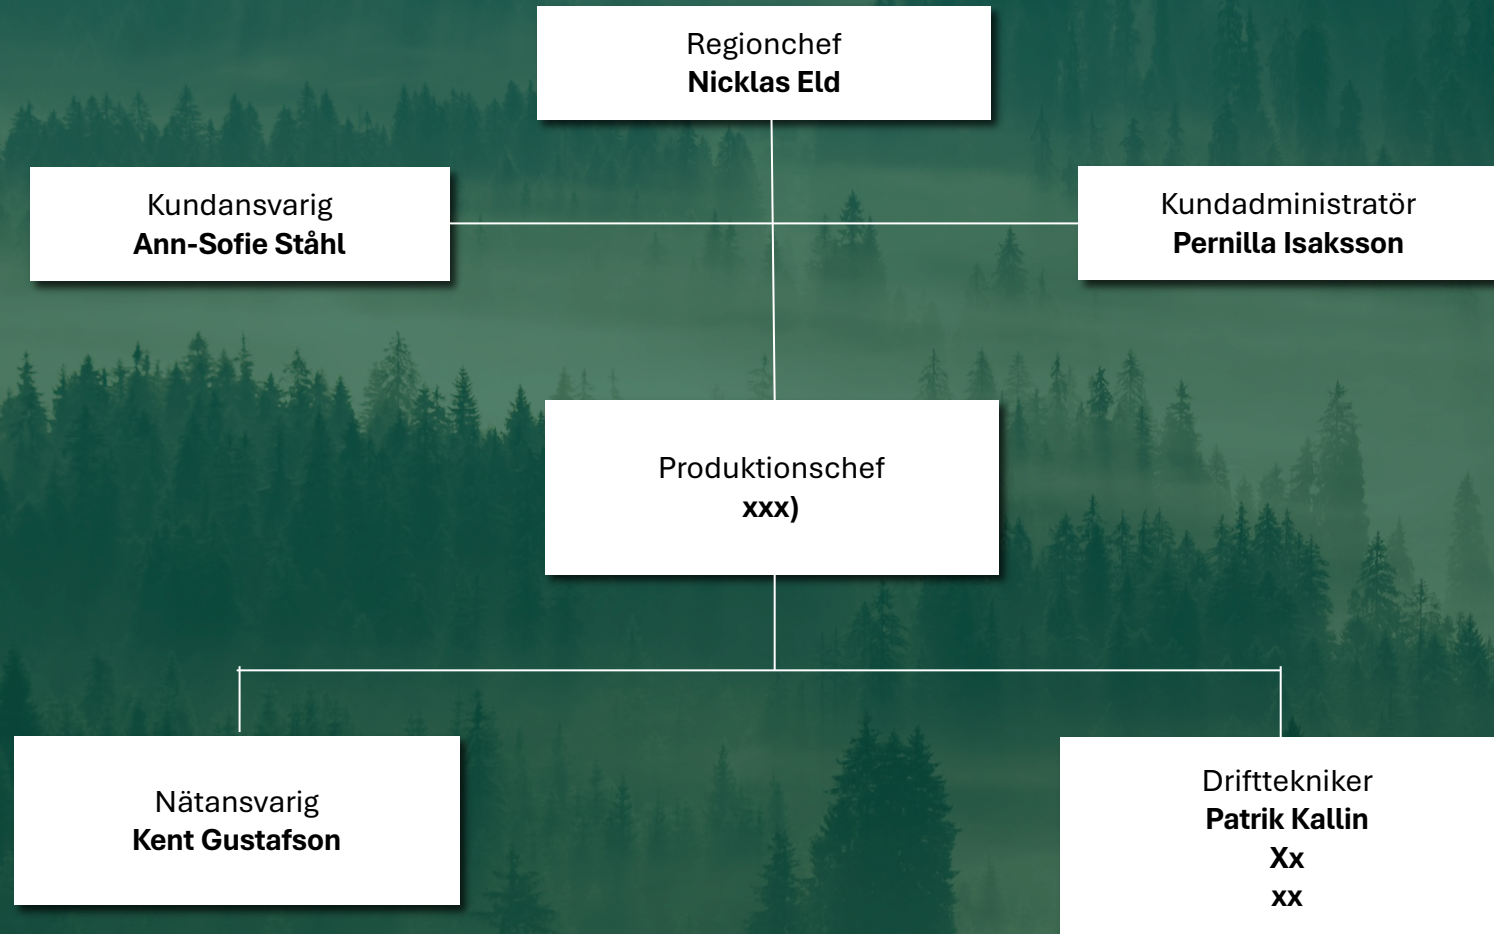 Regionchef
Nicklas Eld
Kundansvarig
Ann-Sofie Ståhl
Kundadministratör
Pernilla Isaksson
Produktionschef
xxx)
Nätansvarig
Kent Gustafson
Drifttekniker
Patrik Kallin
Xx
xx